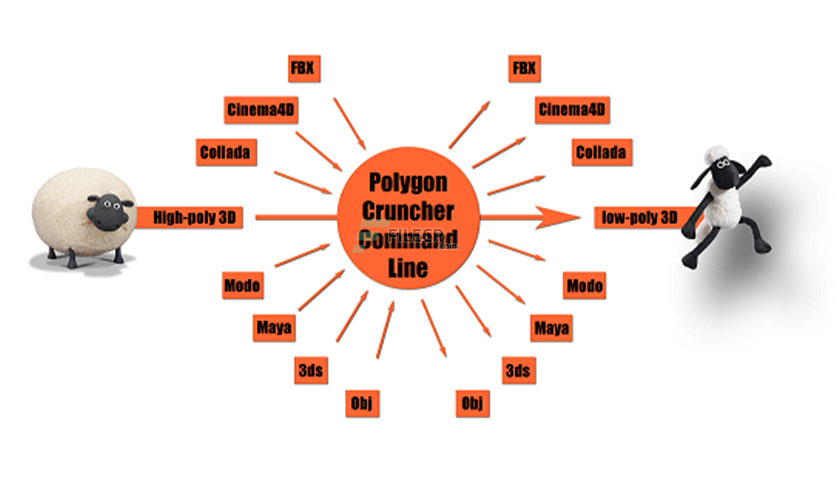 FBX
Cinema4D
Collada
High-poly 3D
Modo
Maya
3ds
Obj
Polygon
Cruncher
Command
Line
FBX
Cinema4D
Collada
low-poly 3D
Modo
Maya
3ds
Obj